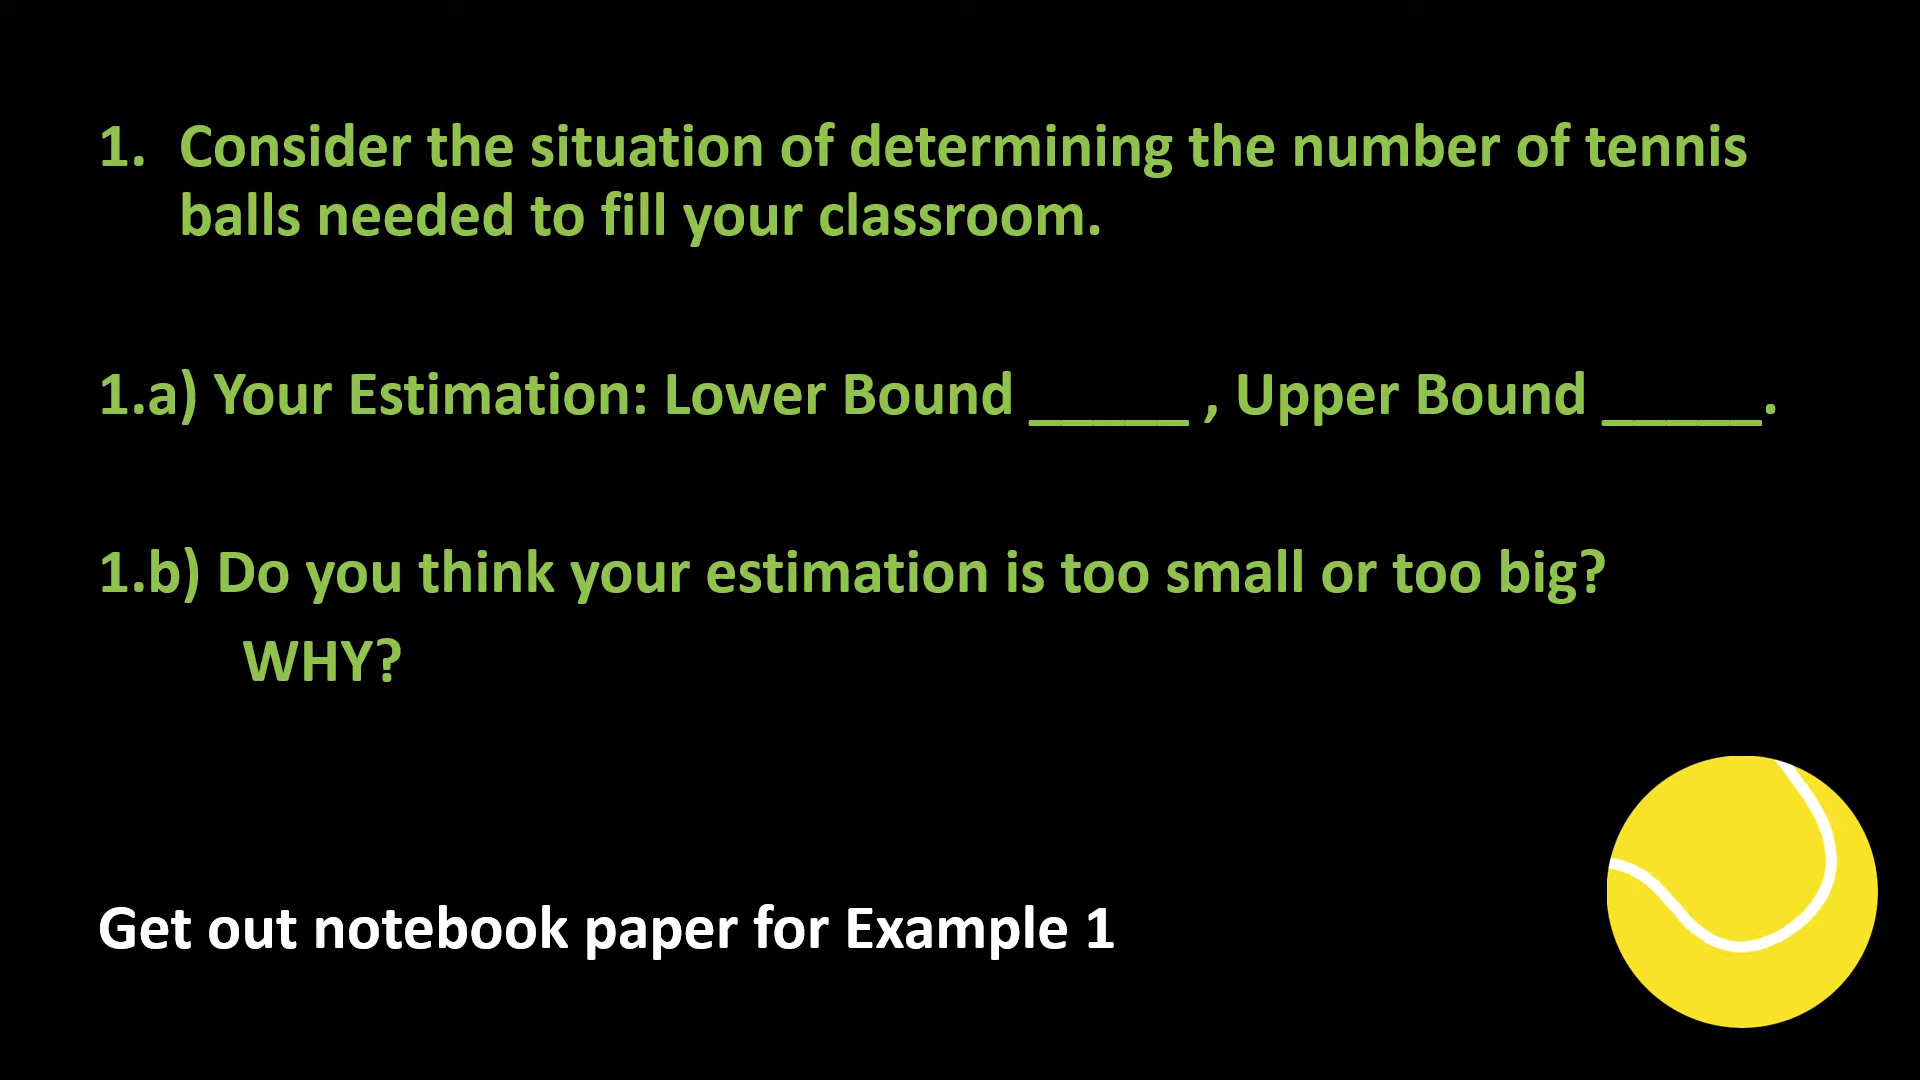 1. Consider the situation of determining the number of tennis
balls needed to fill your classroom.
1.a) Your Estimation: Lower Bound _____ , Upper Bound _____.
1.b) Do you think your estimation is too small or too big?
WHY?
Get out notebook paper for Example 1